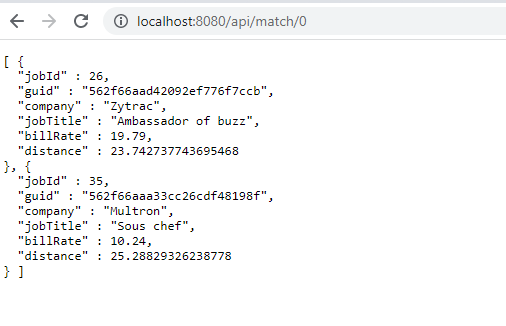 localhost:8080/api/match/0
[ {
"jobId" : 26,
"guid" : "562f66aad42092ef776f7ccb",
"company" : "Zytrac",
"jobTitle" : "Ambassador of buzz",
"billRate" : 19.79,
"distance" : 23.742737743695468
}, {
"jobId" : 35,
"guid" : "562f66aaa33cc26cdf48198f",
"company" : "Multron",
"jobTitle" : "Sous chef",
"billRate" : 10.24,
"distance" : 25.28829326238778
} ]